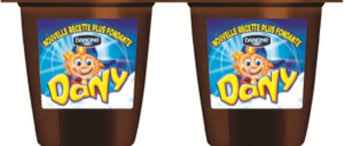 NOUVELLE RECETTE PLUS FONDANTE
DANONE
Dany
NOUVELLE RECETTE PLUS FONDANTE
DANONE
Dany